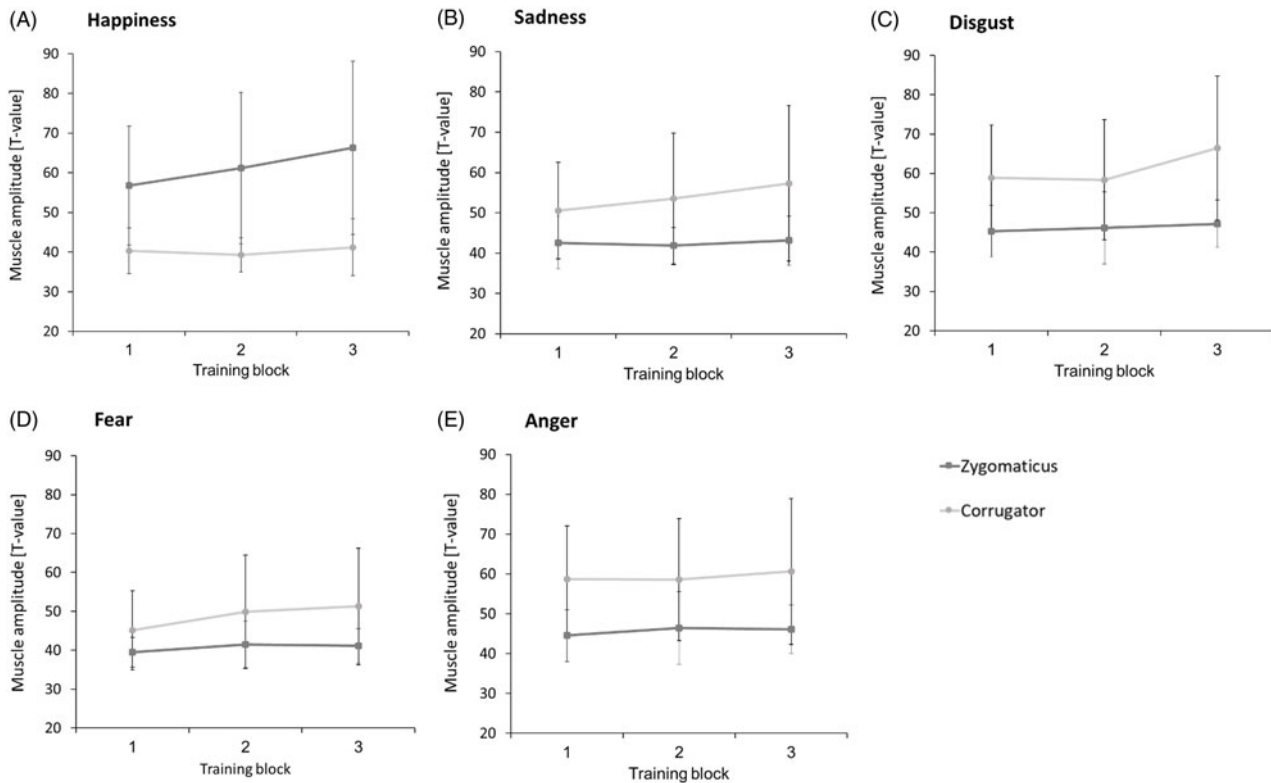 (A) Happiness
Muscle amplitude [T-value]
90
80
70
60
50
40
30
20
1 2 3
Training block
(B) Sadness
Muscle amplitude [T-value]
90
80
70
60
50
40
30
20
1 2 3
Training block
(C) Disgust
Muscle amplitude [T-value]
90
80
70
60
50
40
30
20
1 2 3
Training block
(D) Fear
Muscle amplitude [T-value]
90
80
70
60
50
40
30
20
1 2 3
Training block
(E) Anger
Muscle amplitude [T-value]
90
80
70
60
50
40
30
20
1 2 3
Training block
Zygomaticus
Corrugator